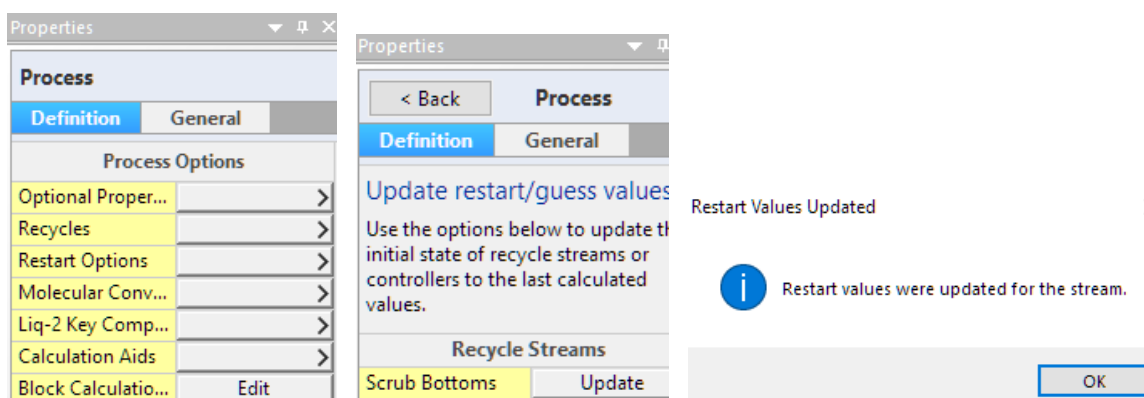 Properties
Process
Definition General
Process Options
Optional Proper... >
Recycles >
Restart Options >
Molecular Conv... >
Liq-2 Key Comp... >
Calculation Aids >
Block Calculatio... Edit
Properties
< Back Process
Definition General
Update restart/guess values
Use the options below to update th
initial state of recycle streams or
controllers to the last calculated
values.
Recycle Streams
Scrub Bottoms Update
Restart Values Updated
Restart values were updated for the stream.
OK